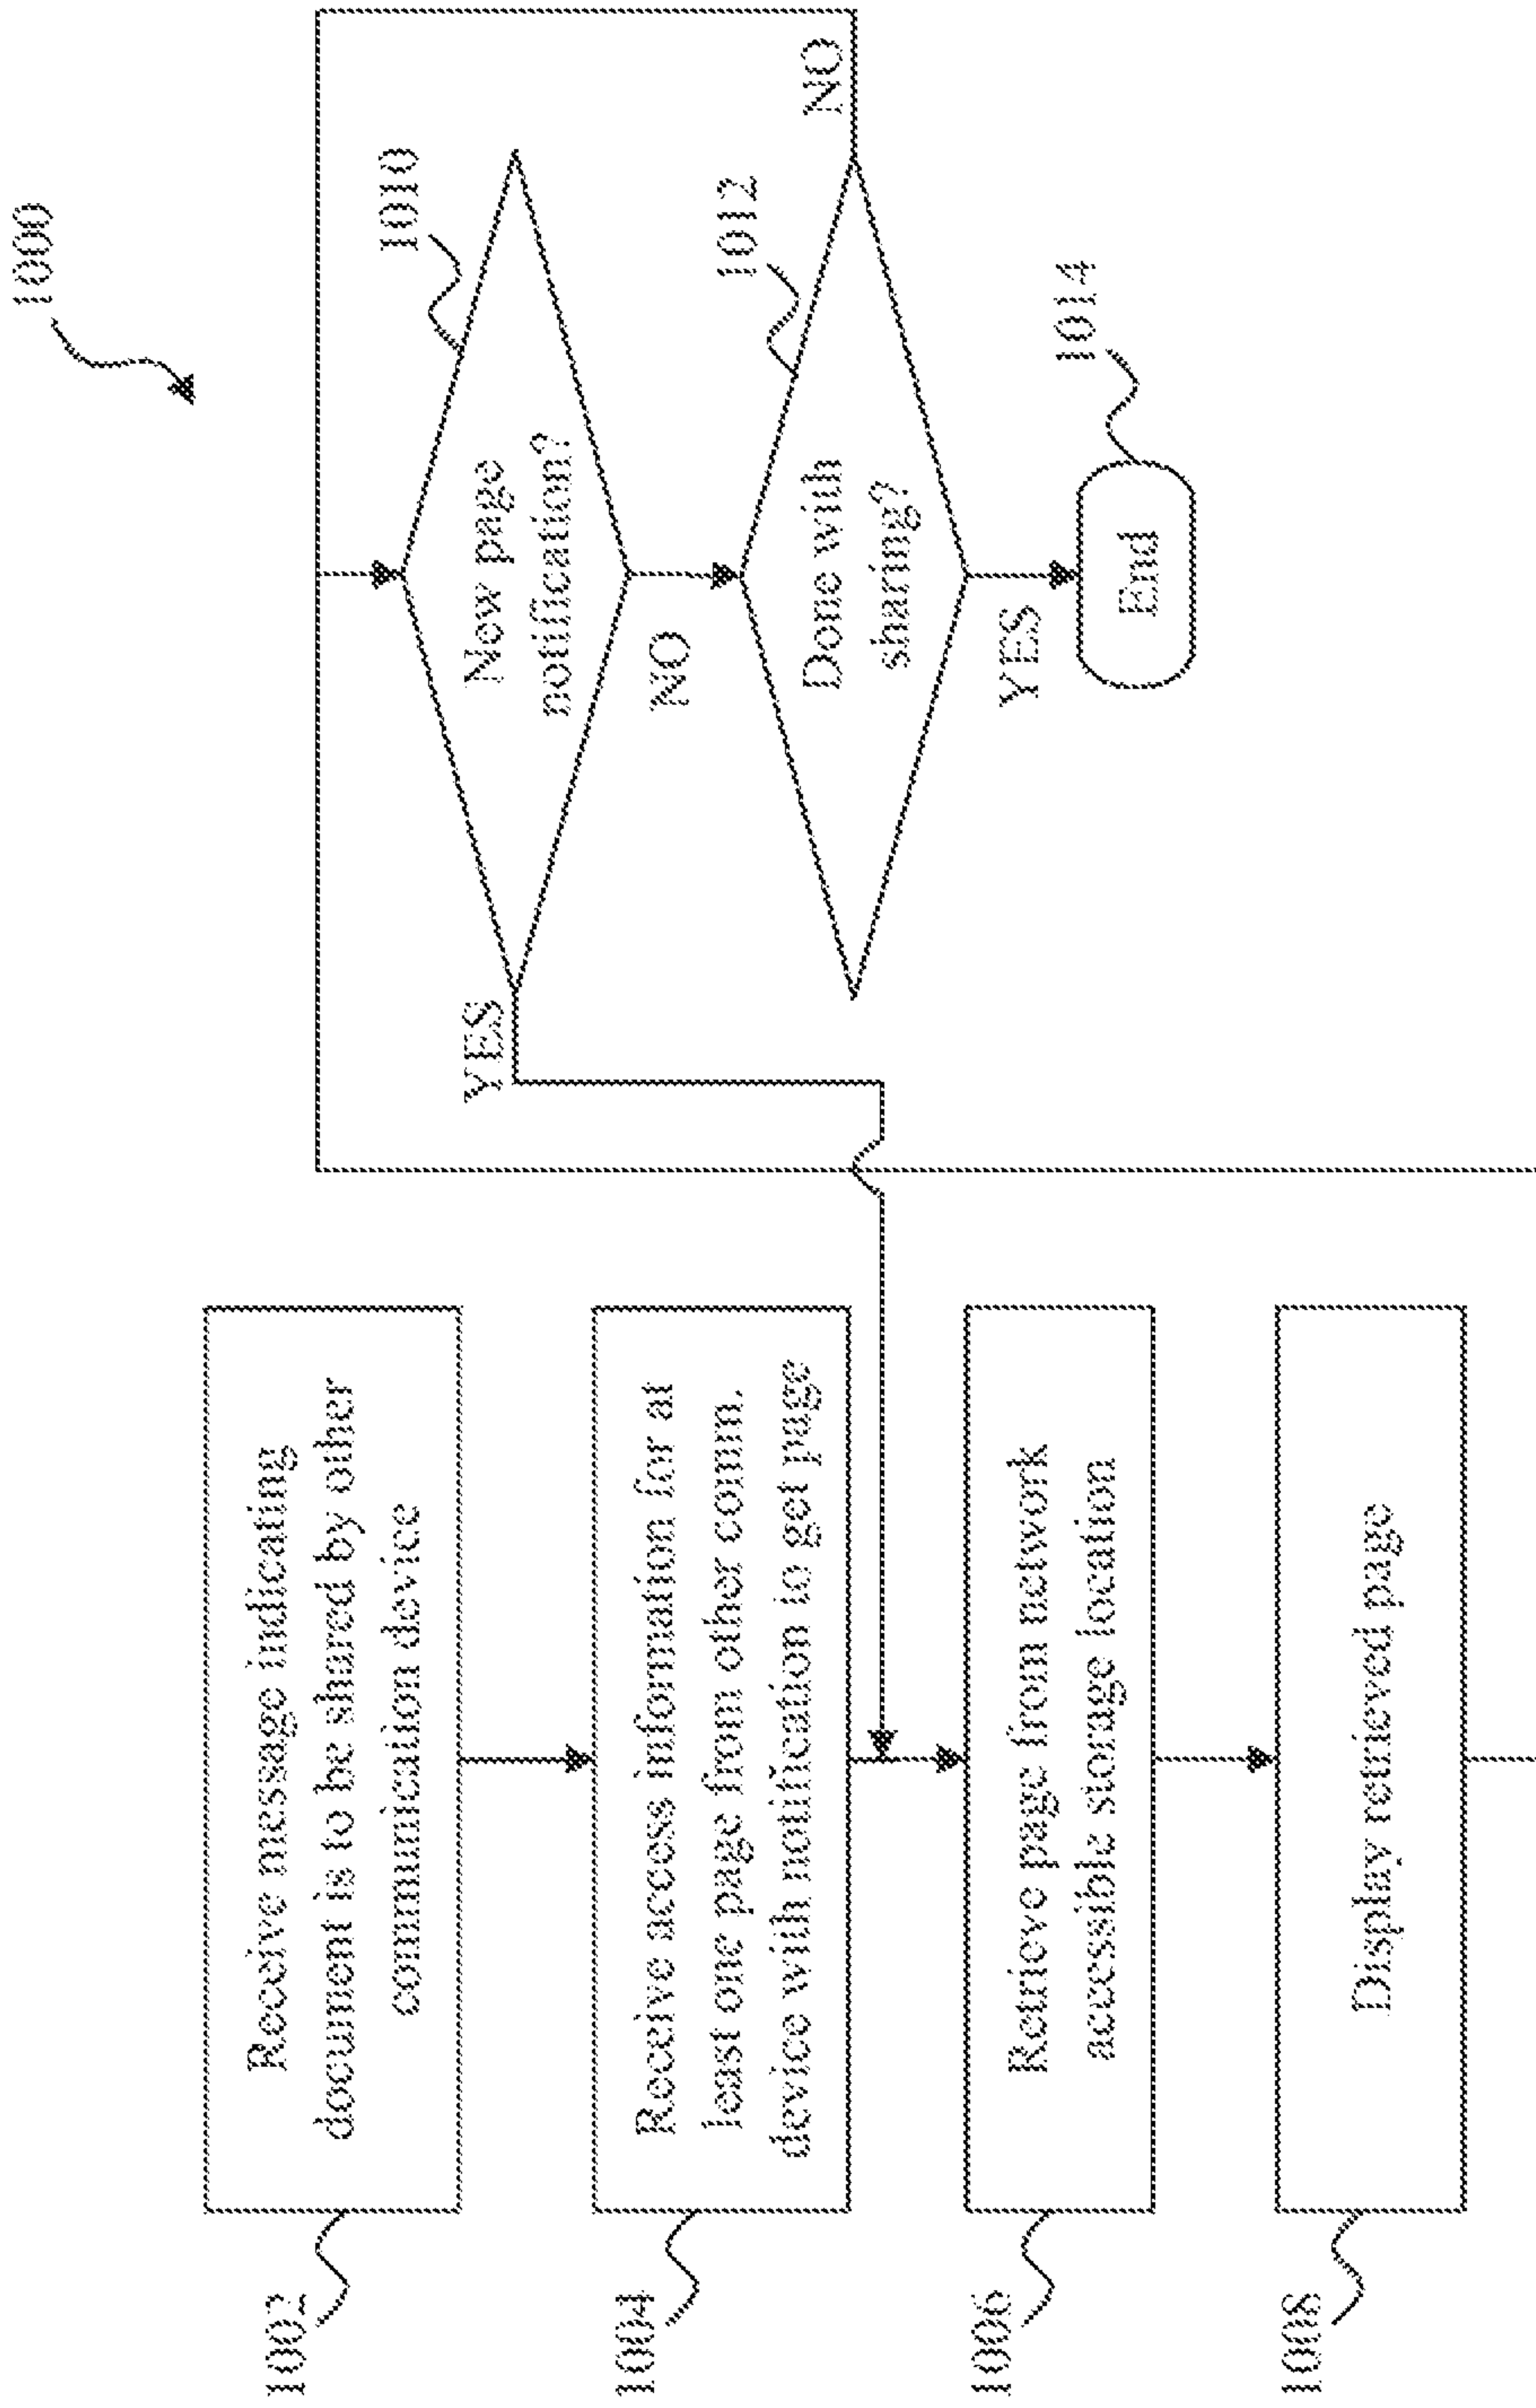 1000
1002
Receive message indicating
document is to be shared by other
communication device
1004
Receive access information for at
least one page from other comm.
device with notification to get page
1006
Retrieve page from network
accessible storage location
1008
Display retrieved page
YES
New page
notification?
1010
NO
Done with
sharing?
1012
NO
YES
End
1014